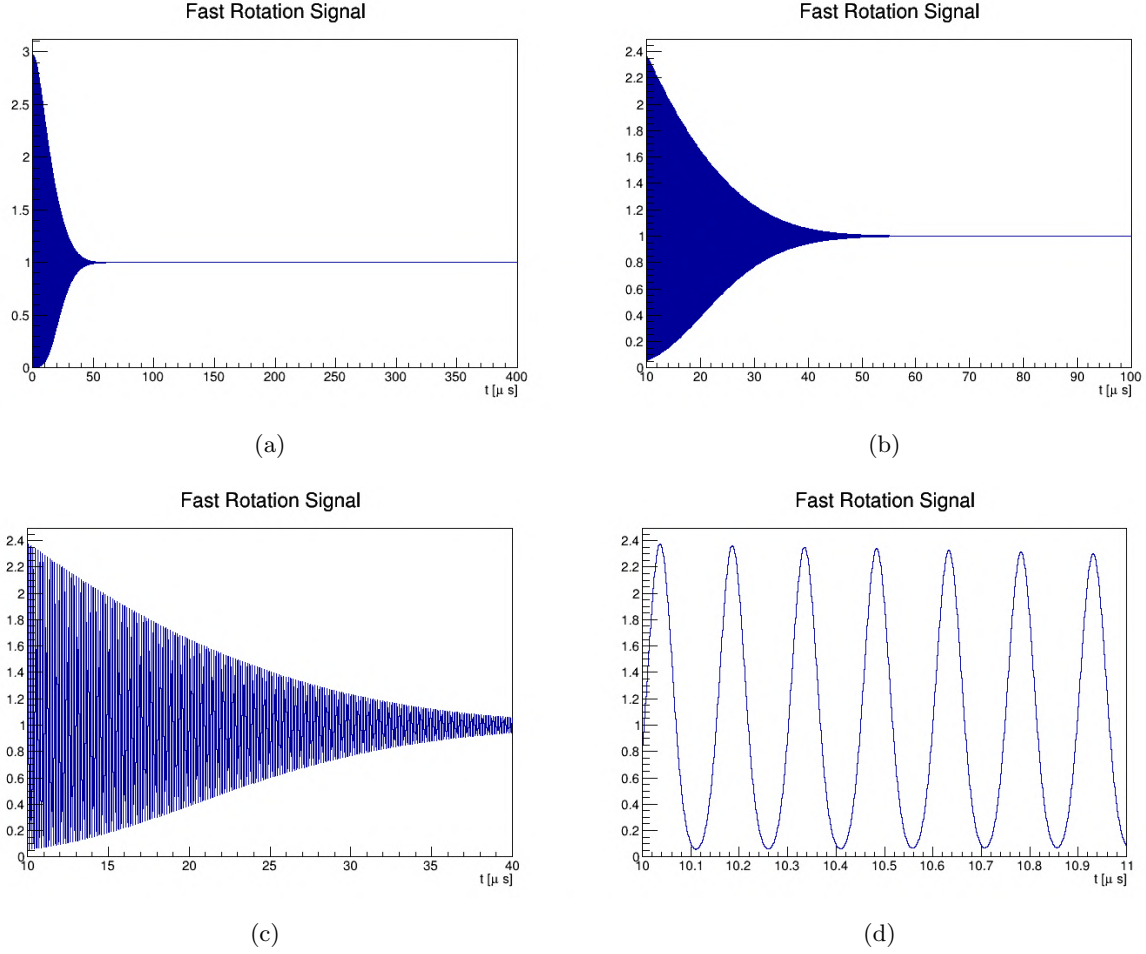 Fast Rotation Signal
3
2.5
2
1.5
1
0.5
0
0 50 100 150 200 250 300 350 400
t [μ s]
(a)
Fast Rotation Signal
2.4
2.2
2
1.8
1.6
1.4
1.2
1
0.8
0.6
0.4
0.2
0
10 20 30 40 50 60 70 80 90 100
t [μ s]
(b)
Fast Rotation Signal
2.4
2.2
2
1.8
1.6
1.4
1.2
1
0.8
0.6
0.4
0.2
0
10 15 20 25 30 35 40
t [μ s]
(c)
Fast Rotation Signal
2.4
2.2
2
1.8
1.6
1.4
1.2
1
0.8
0.6
0.4
0.2
0
10 10.1 10.2 10.3 10.4 10.5 10.6 10.7 10.8 10.9 11
t [μ s]
(d)